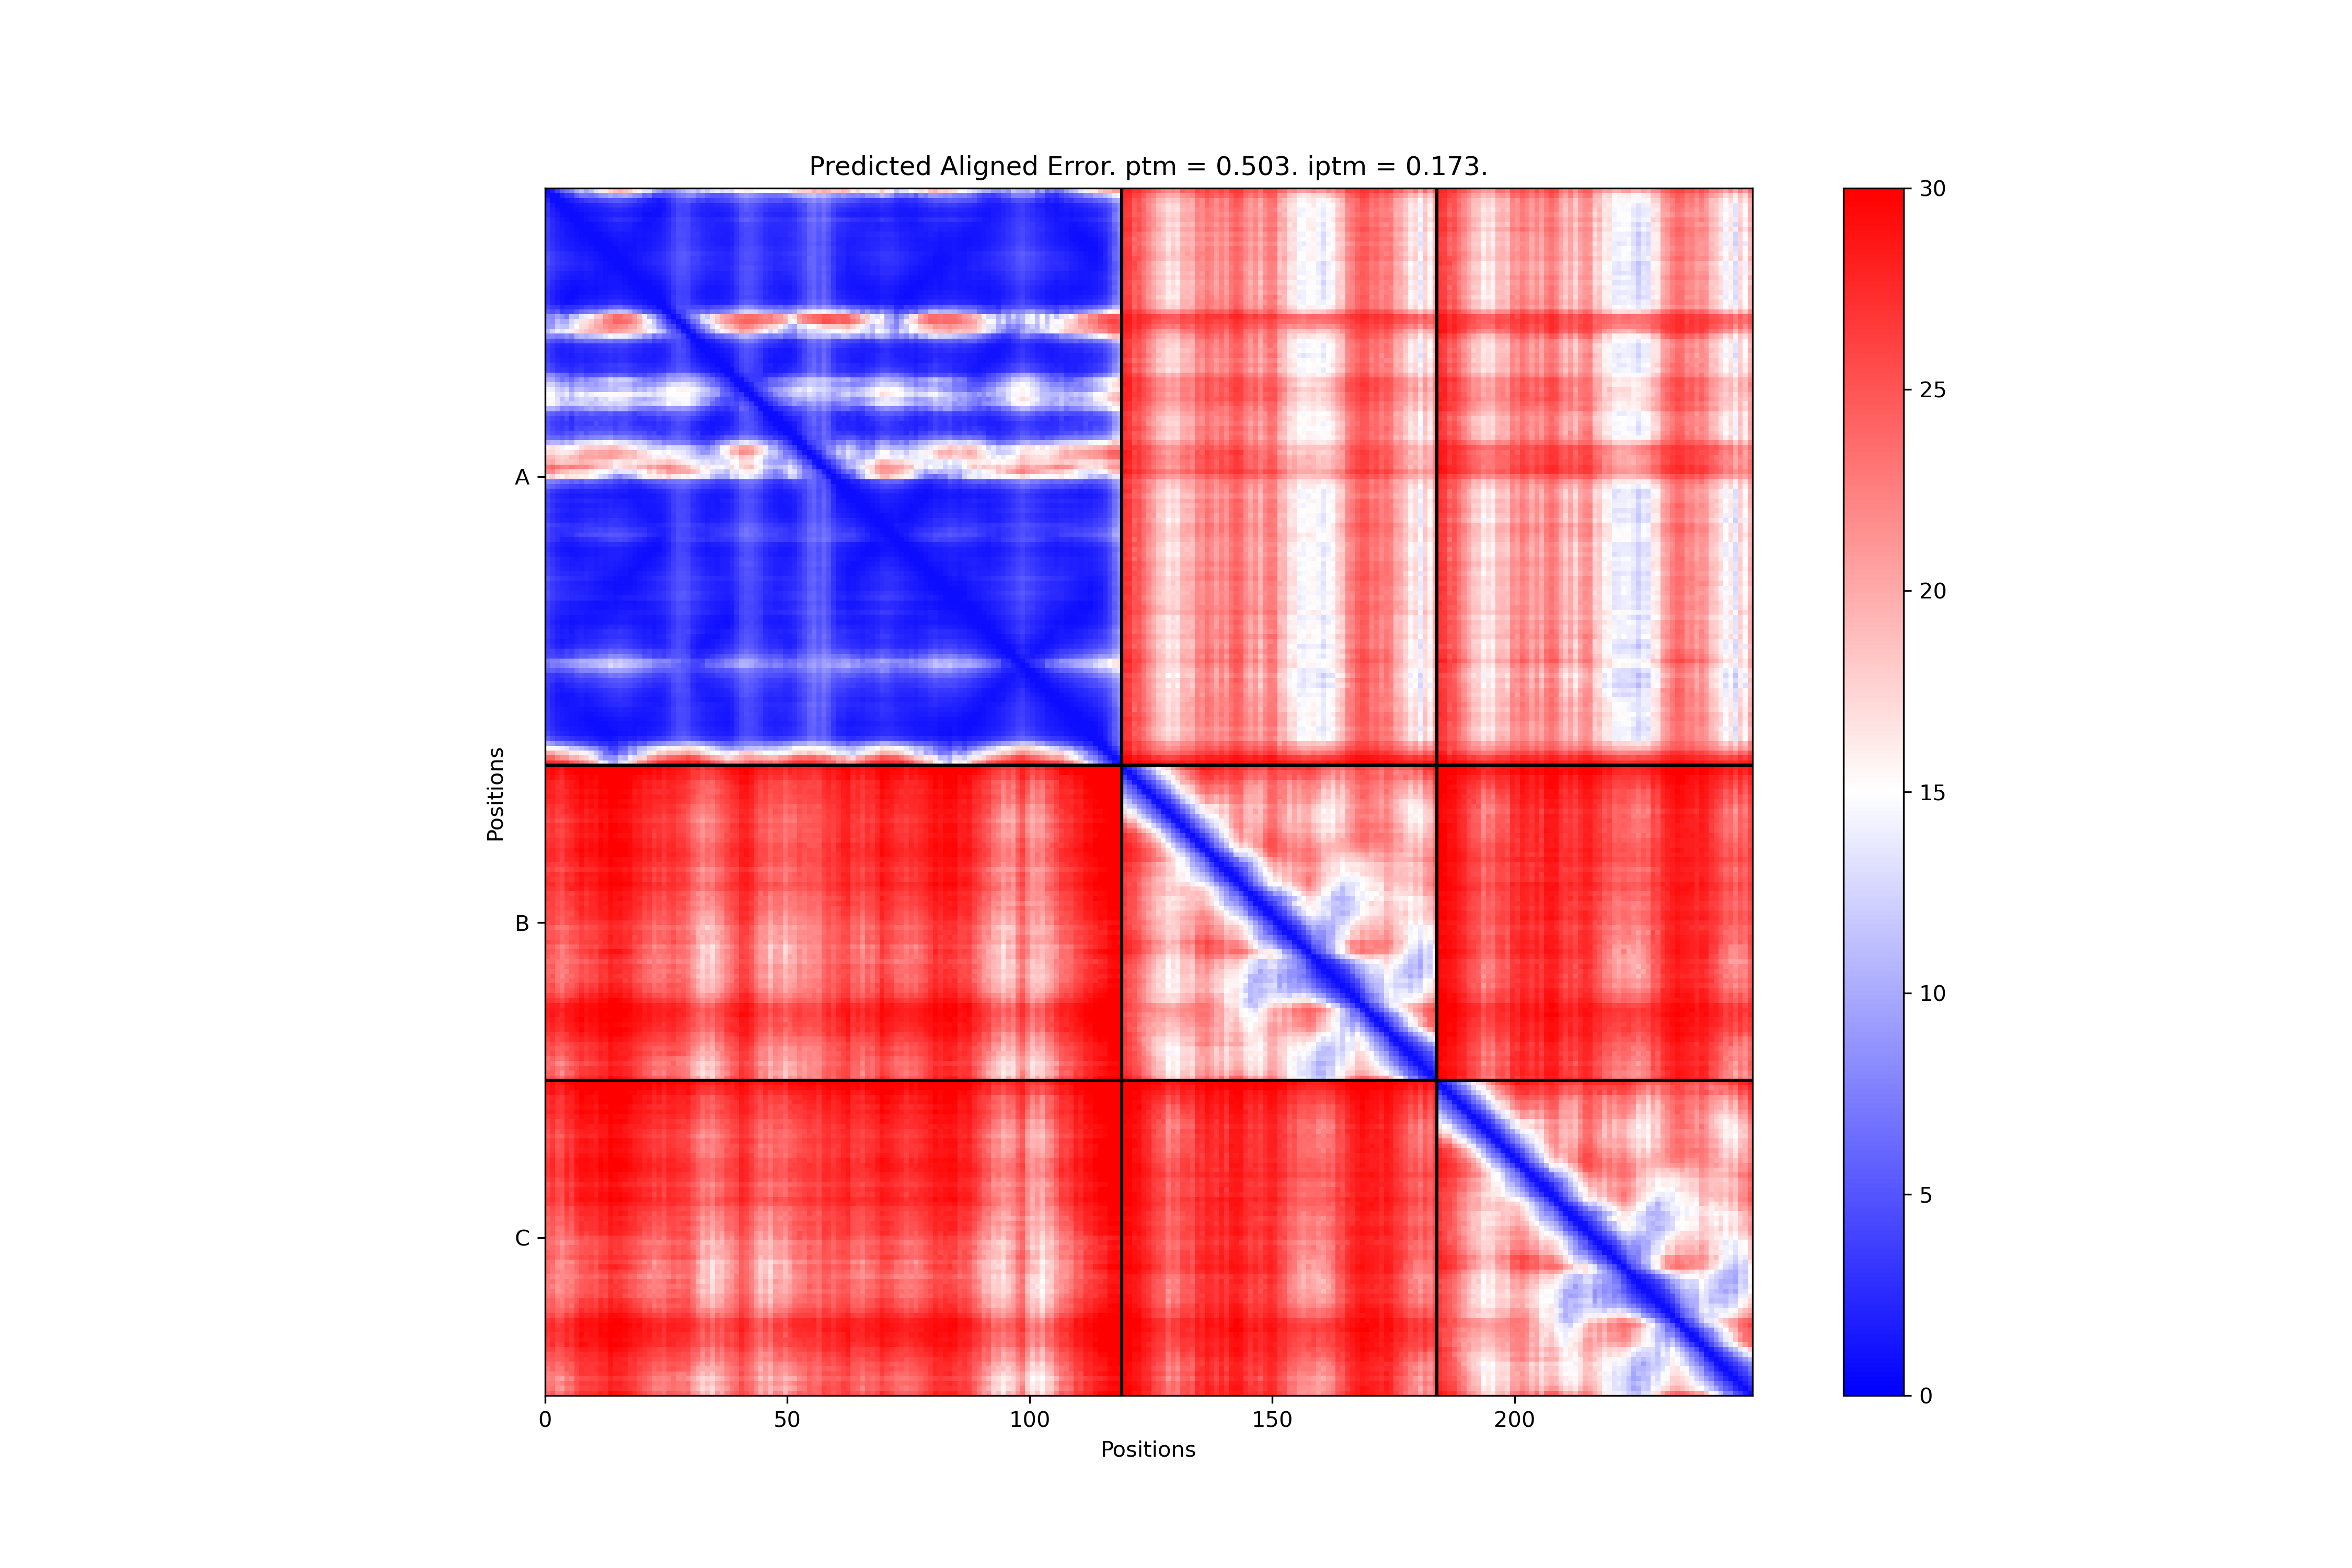 Predicted Aligned Error. ptm = 0.503. iptm = 0.173.
A
B
C
Positions
0 50 100 150 200
Positions
30
25
20
15
10
5
0